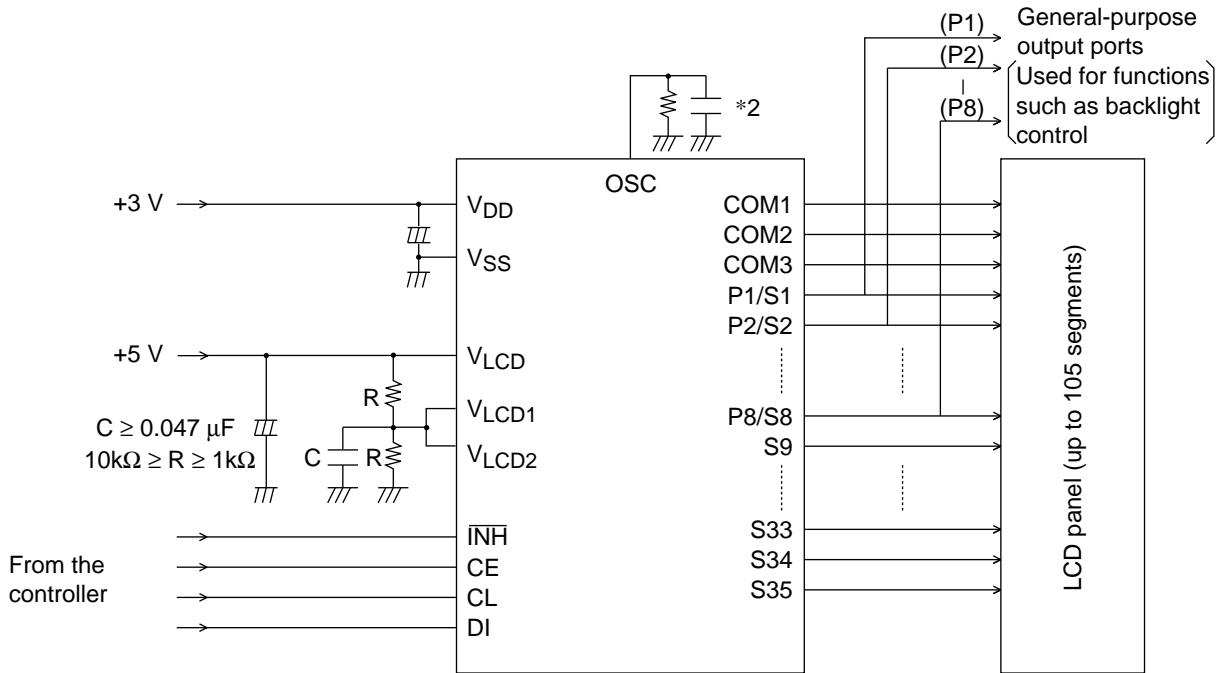 (P1)
General-purpose
output ports
(P2)
(P8)
Used for functions
such as backlight
control
*2
OSC
+3 V
VDD
VSS
COM1
COM2
COM3
P1/S1
P2/S2
+5 V
VLCD
R
VLCD1
C ≥ 0.047 µF
10kΩ ≥ R ≥ 1kΩ
C
R
VLCD2
P8/S8
S9
LCD panel (up to 105 segments)
From the
controller
INH
CE
CL
DI
S33
S34
S35